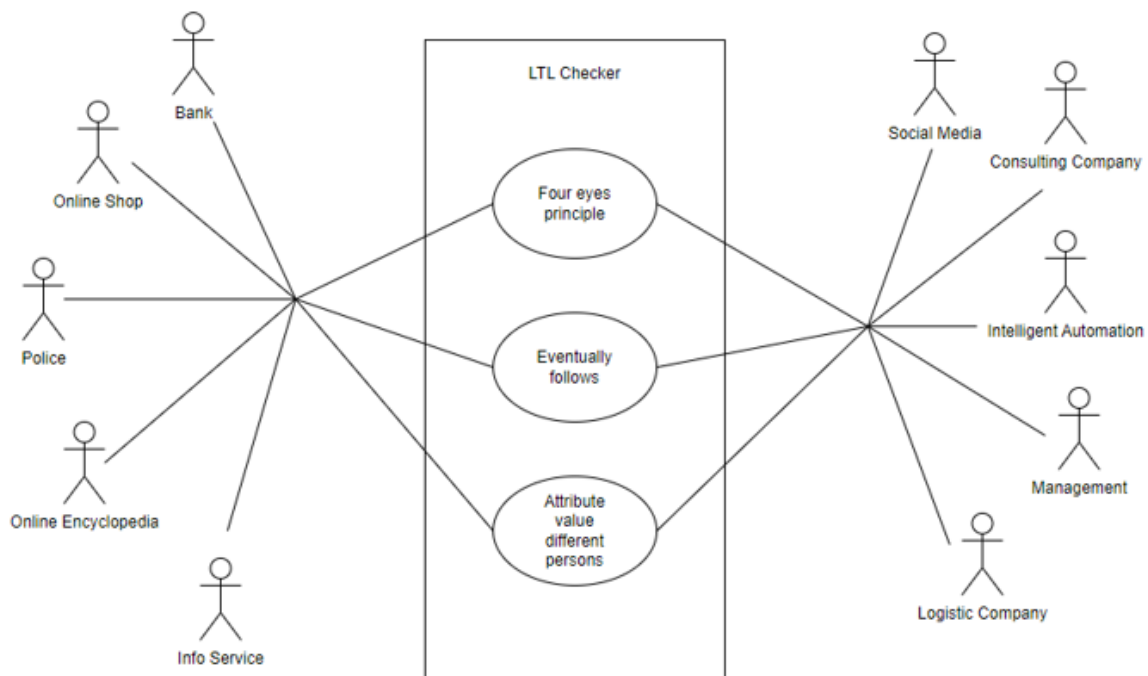 LTL Checker
Bank
Online Shop
Police
Online Encyclopedia
Info Service
Four eyes
principle
Eventually
follows
Attribute
value
different
persons
Social Media
Consulting Company
Intelligent Automation
Management
Logistic Company